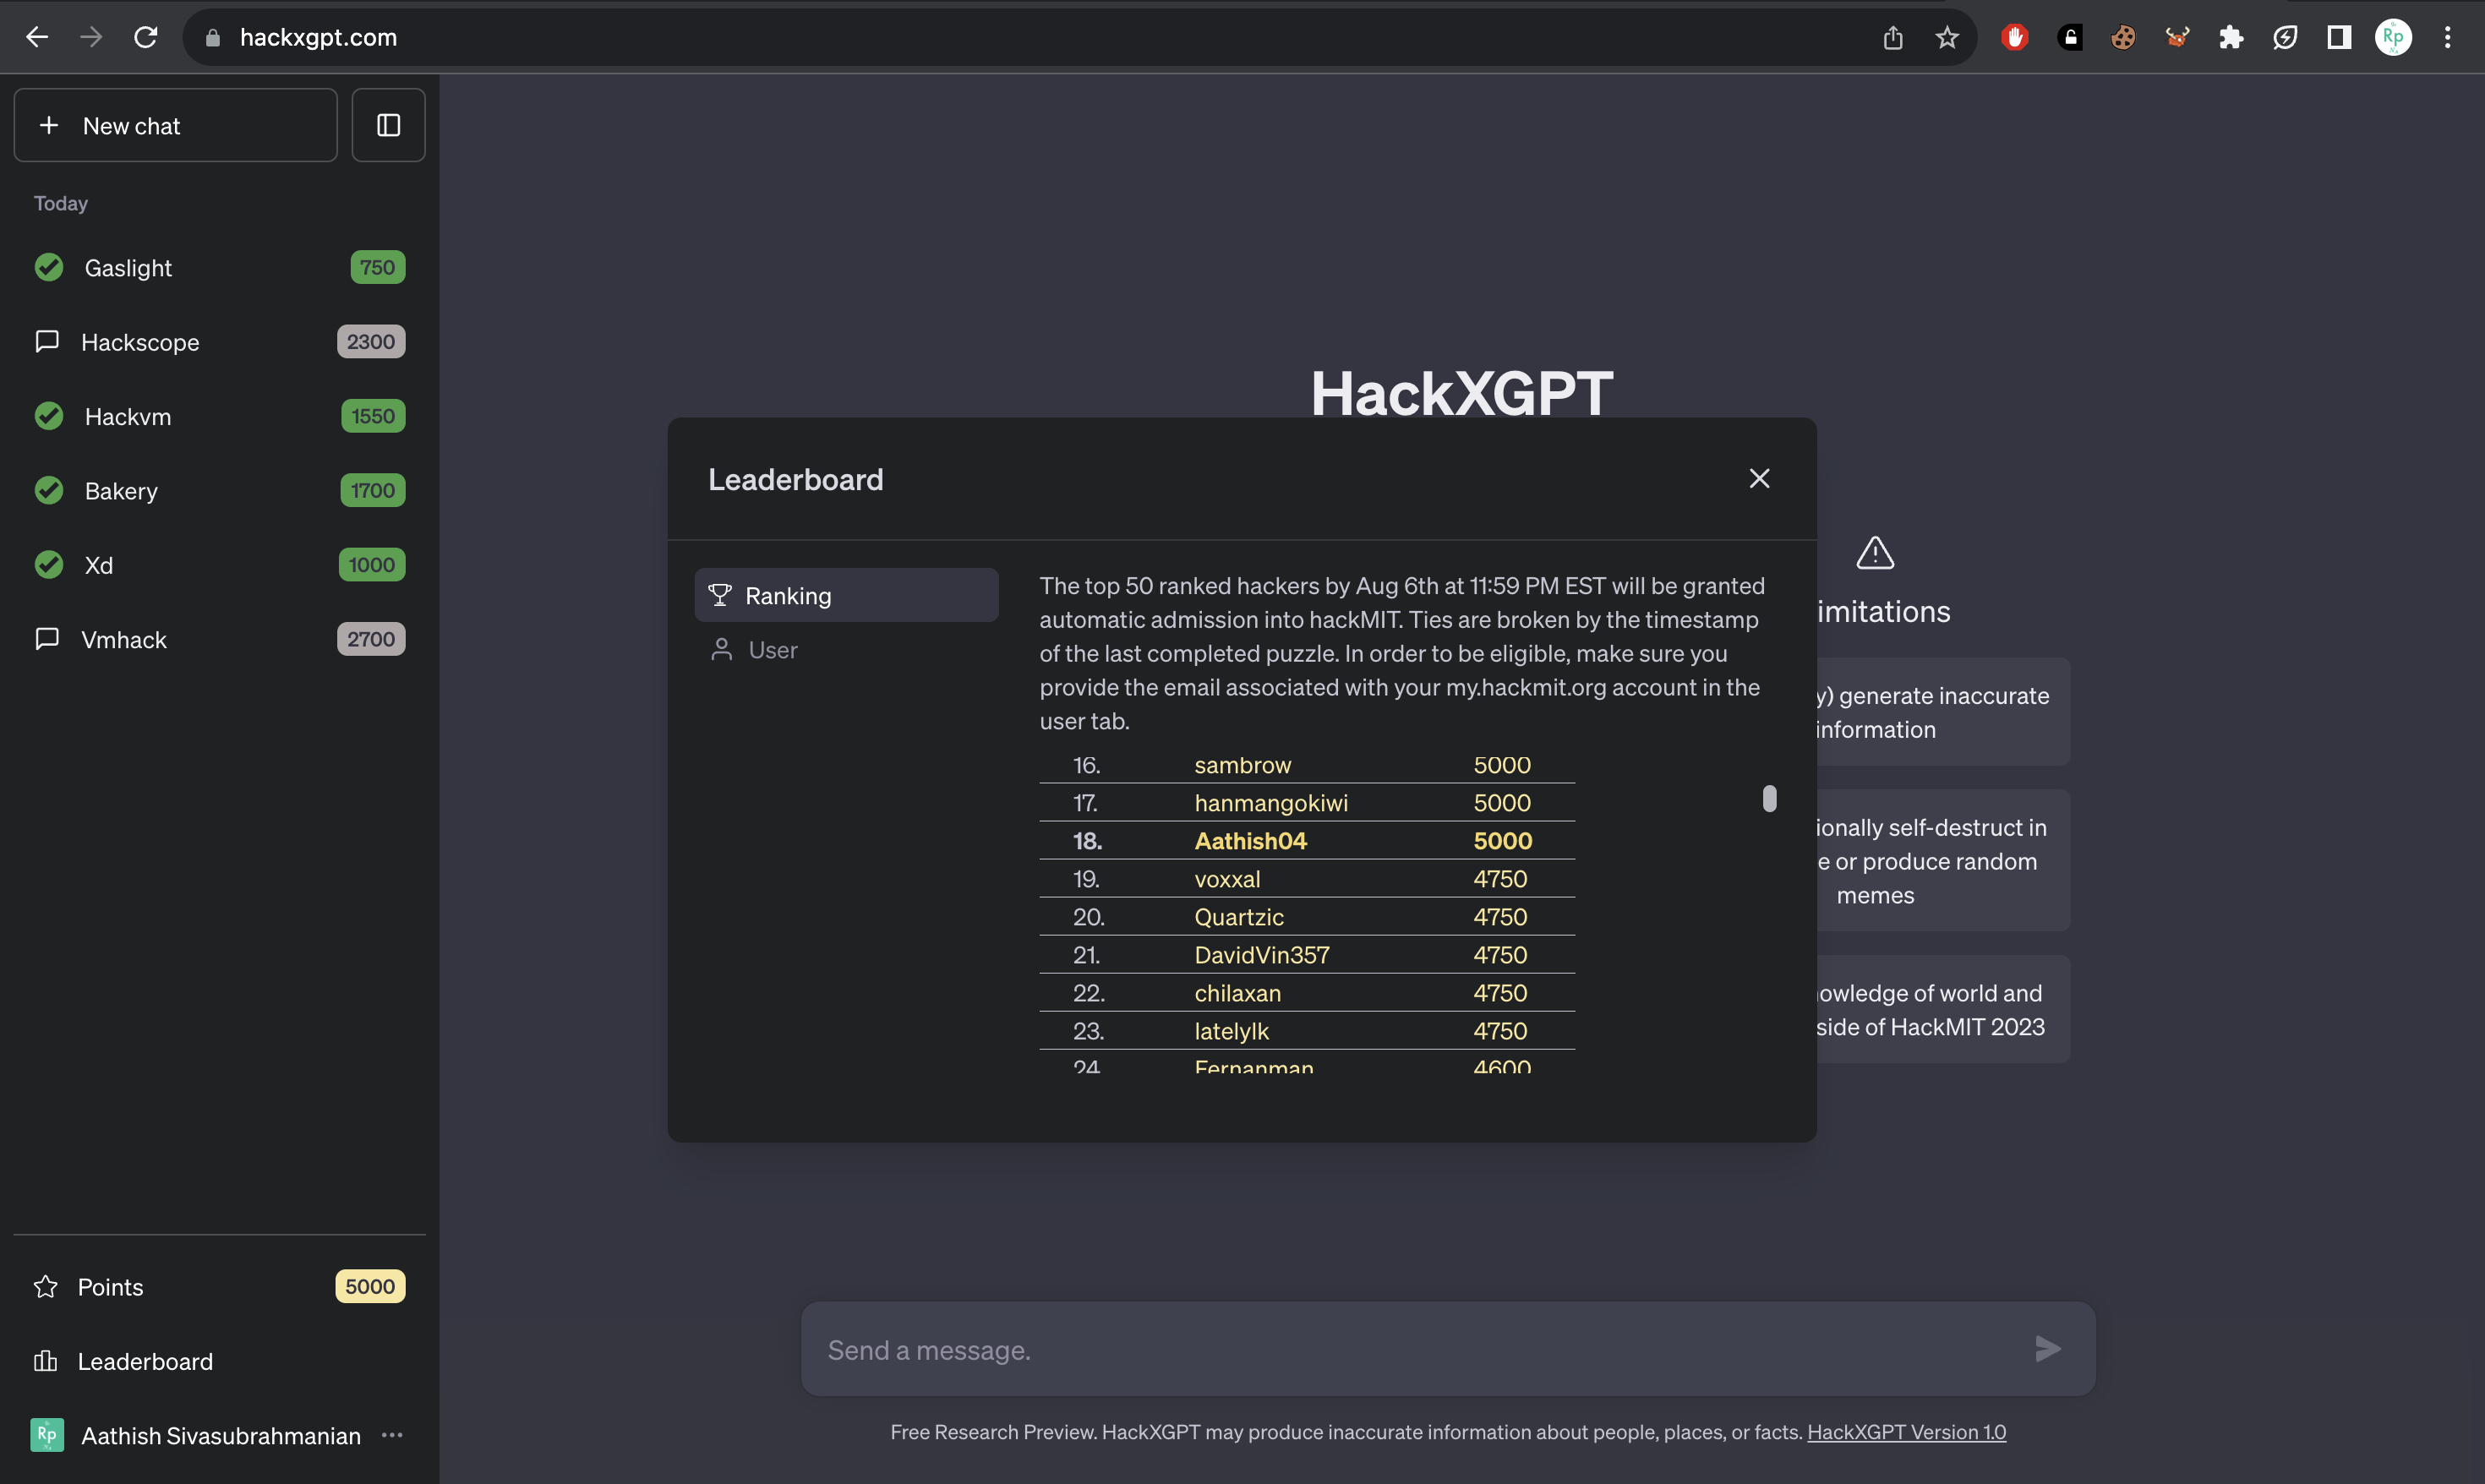 hackxgpt.com
Rp
+ New chat
Today
Gaslight 750
Hackscope 2300
Hackvm 1550
Bakery 1700
Xd 1000
Vmhack 2700
Points 5000
Leaderboard
Rp Aathish Sivasubrahmanian ...
HackXGPT
Leaderboard
Ranking
User
The top 50 ranked hackers by Aug 6th at 11:59 PM EST will be granted
automatic admission into hackMIT. Ties are broken by the timestamp
of the last completed puzzle. In order to be eligible, make sure you
provide the email associated with your my.hackmit.org account in the
user tab.
16. sambrow 5000
17. hanmangokiwi 5000
18. Aathish04 5000
19. voxxal 4750
20. Quartzic 4750
21. DavidVin357 4750
22. chilaxan 4750
23. latelylk 4750
24. Fernanman 4600
imitations
y) generate inaccurate
information
ionally self-destruct in
e or produce random
memes
owledge of world and
side of HackMIT 2023
Send a message.
Free Research Preview. HackXGPT may produce inaccurate information about people, places, or facts. HackXGPT Version 1.0